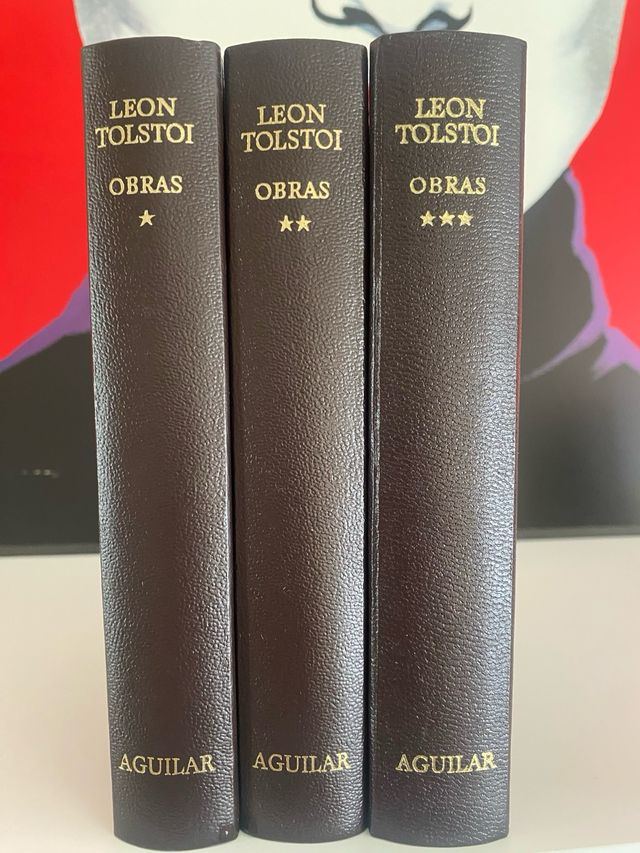 LEON
TOLSTOI
OBRAS
★
AGUILAR
LEON
TOLSTOI
OBRAS
★★
AGUILAR
LEON
TOLSTOI
OBRAS
★★★
AGUILAR